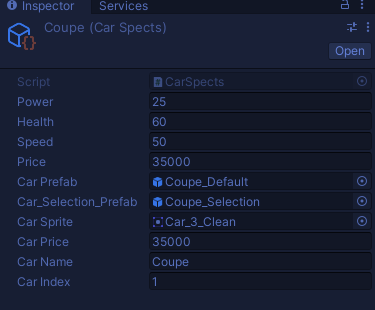 Inspector Services
Coupe (Car Spects)
Open
Script CarSpects
Power 25
Health 60
Speed 50
Price 35000
Car Prefab Coupe_Default
Car_Selection_Prefab Coupe_Selection
Car Sprite Car_3_Clean
Car Price 35000
Car Name Coupe
Car Index 1